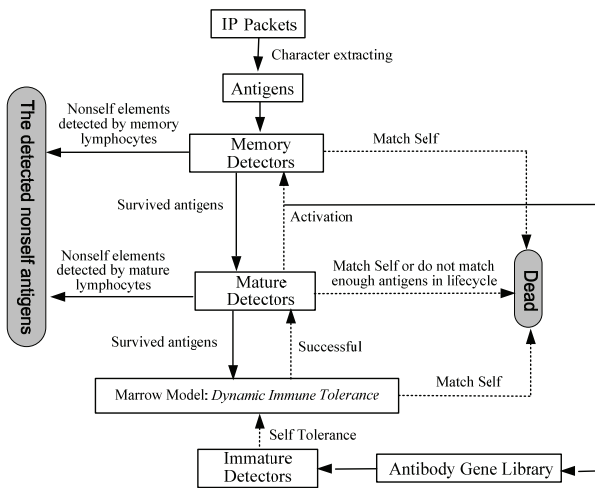 IP Packets
Character extracting
Antigens
Nonself elements
detected by memory
lymphocytes
Memory
Detectors
Match Self
The detected nonself antigens
Survived antigens
Activation
Nonself elements
detected by mature
lymphocytes
Mature
Detectors
Match Self or do not match
enough antigens in lifecycle
Dead
Survived antigens
Successful
Marrow Model: Dynamic Immune Tolerance
Match Self
Self Tolerance
Immature
Detectors
Antibody Gene Library